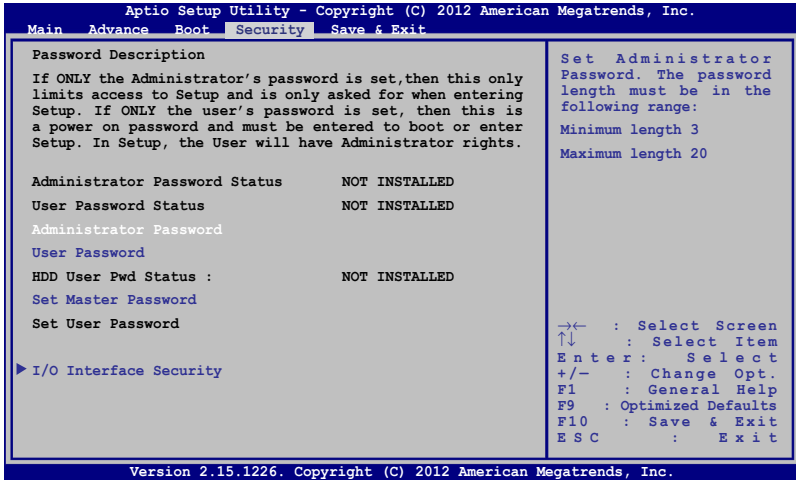 Aptio Setup Utility - Copyright (C) 2012 American Megatrends, Inc.
Main Advance Boot Security Save & Exit
Password Description
If ONLY the Administrator's password is set,then this only
limits access to Setup and is only asked for when entering
Setup. If ONLY the user's password is set, then this is
a power on password and must be entered to boot or enter
Setup. In Setup, the User will have Administrator rights.
Administrator Password Status NOT INSTALLED
User Password Status NOT INSTALLED
Administrator Password
User Password
HDD User Pwd Status : NOT INSTALLED
Set Master Password
Set User Password
I/O Interface Security
Set Administrator
Password. The password
length must be in the
following range:
Minimum length 3
Maximum length 20
→← : Select Screen
↑↓ : Select Item
Enter: Select
+/— : Change Opt.
F1 : General Help
F9 : Optimized Defaults
F10 : Save & Exit
ESC : Exit
Version 2.15.1226. Copyright (C) 2012 American Megatrends, Inc.